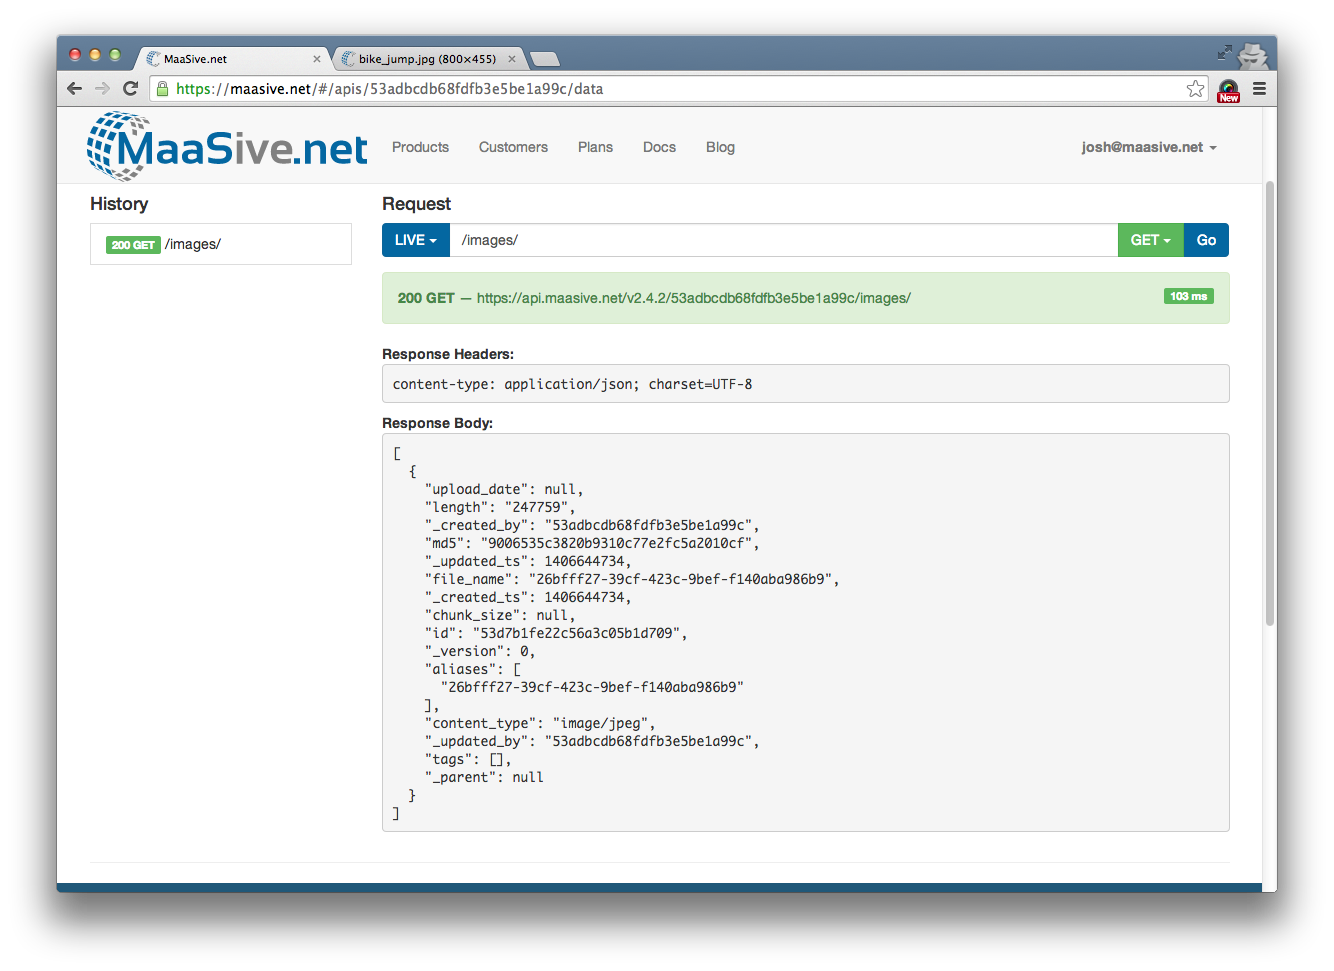 MaaSive.net
bike_jump.jpg (800×455)
https://maasive.net/#/apis/53adbcdb68fdfb3e5be1a99c/data
New
MaaSive.net
Products
Customers
Plans
Docs
Blog
josh@maasive.net
History
200 GET /images/
Request
LIVE
/images/
GET
Go
200 GET — https://api.maasive.net/v2.4.2/53adbcdb68fdfb3e5be1a99c/images/
103 ms
Response Headers:
content-type: application/json; charset=UTF-8
Response Body:
[
  {
    "upload_date": null,
    "length": "247759",
    "_created_by": "53adbcdb68fdfb3e5be1a99c",
    "md5": "9006535c3820b9310c77e2fc5a2010cf",
    "_updated_ts": 1406644734,
    "file_name": "26bfff27-39cf-423c-9bef-f140aba986b9",
    "_created_ts": 1406644734,
    "chunk_size": null,
    "id": "53d7b1fe22c56a3c05b1d709",
    "_version": 0,
    "aliases": [
      "26bfff27-39cf-423c-9bef-f140aba986b9"
    ],
    "content_type": "image/jpeg",
    "_updated_by": "53adbcdb68fdfb3e5be1a99c",
    "tags": [],
    "_parent": null
  }
]